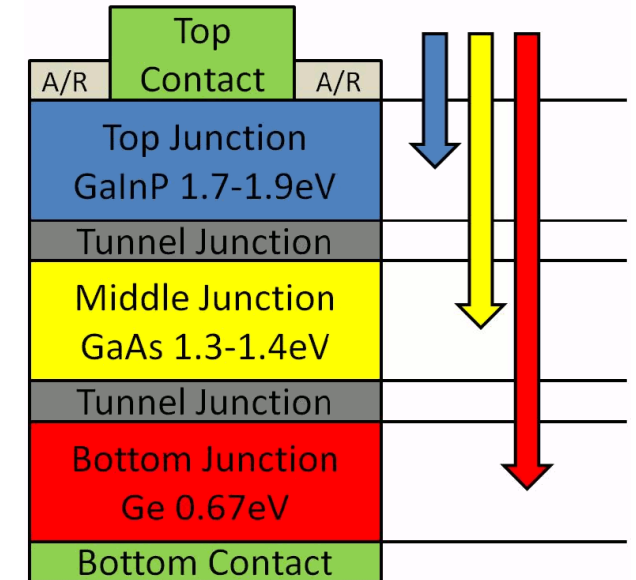 Top
Contact
A/R
A/R
Top Junction
GaInP 1.7-1.9eV
Tunnel Junction
Middle Junction
GaAs 1.3-1.4eV
Tunnel Junction
Bottom Junction
Ge 0.67eV
Bottom Contact